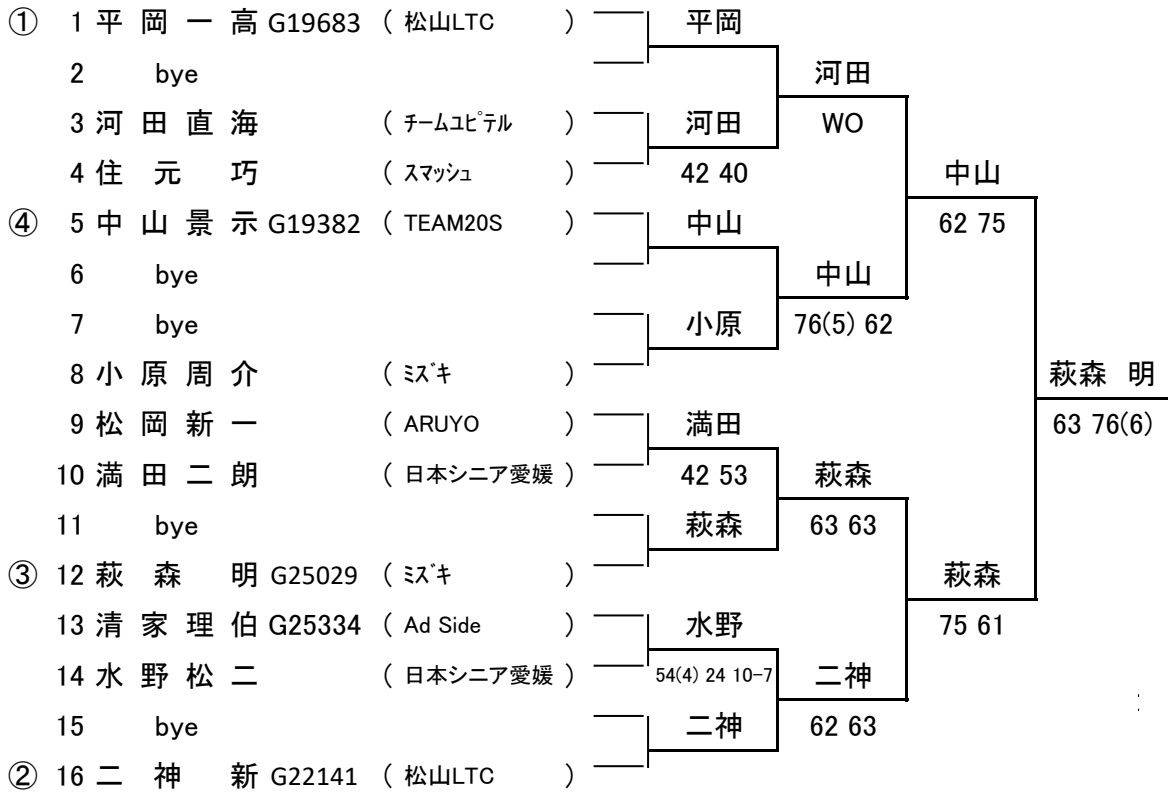 ① 1 平 岡 一 高 G19683 ( 松山LTC ) 平岡
2 bye 河田
3 河 田 直 海 ( チームユピテル ) 河田 WO
4 住 元 巧 ( スマッシュ ) 42 40 中山
④ 5 中 山 景 示 G19382 ( TEAM20S ) 中山 62 75
6 bye 中山
7 bye 小原 76(5) 62
8 小 原 周 介 ( ミズキ ) 萩森 明
9 松 岡 新 一 ( ARUYO ) 満田 63 76(6)
10 満 田 二 朗 ( 日本シニア愛媛 ) 42 53 萩森
11 bye 萩森 63 63
③ 12 萩 森 明 G25029 ( ミズキ ) 萩森
13 清 家 理 伯 G25334 ( Ad Side ) 水野 75 61
14 水 野 松 二 ( 日本シニア愛媛 ) 54(4) 24 10-7 二神
15 bye 二神 62 63
② 16 二 神 新 G22141 ( 松山LTC )